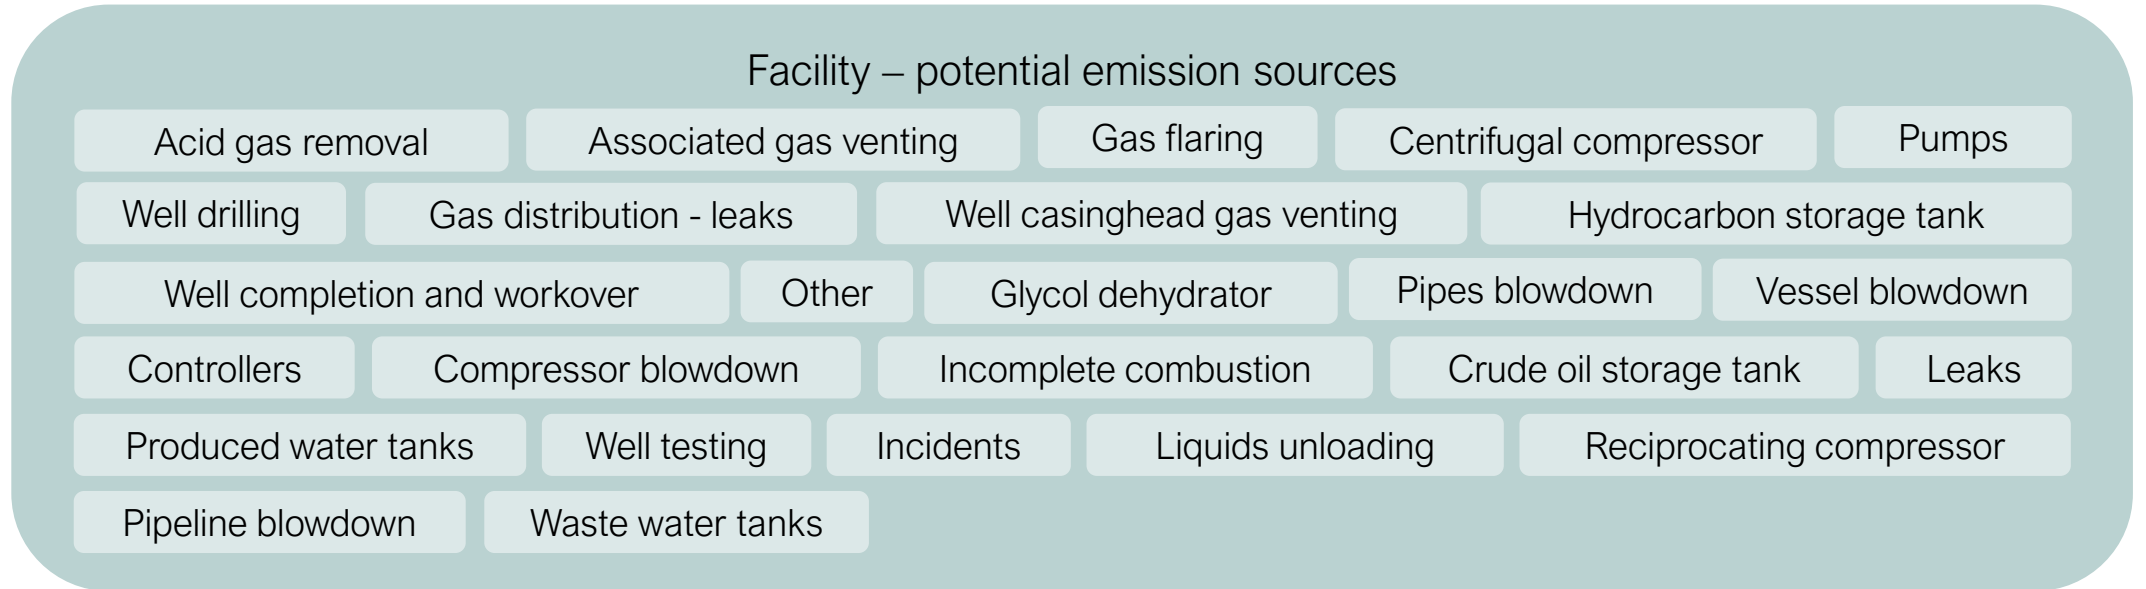 Facility – potential emission sources
Acid gas removal
Associated gas venting
Gas flaring
Centrifugal compressor
Pumps
Well drilling
Gas distribution - leaks
Well casinghead gas venting
Hydrocarbon storage tank
Well completion and workover
Other
Glycol dehydrator
Pipes blowdown
Vessel blowdown
Controllers
Compressor blowdown
Incomplete combustion
Crude oil storage tank
Leaks
Produced water tanks
Well testing
Incidents
Liquids unloading
Reciprocating compressor
Pipeline blowdown
Waste water tanks